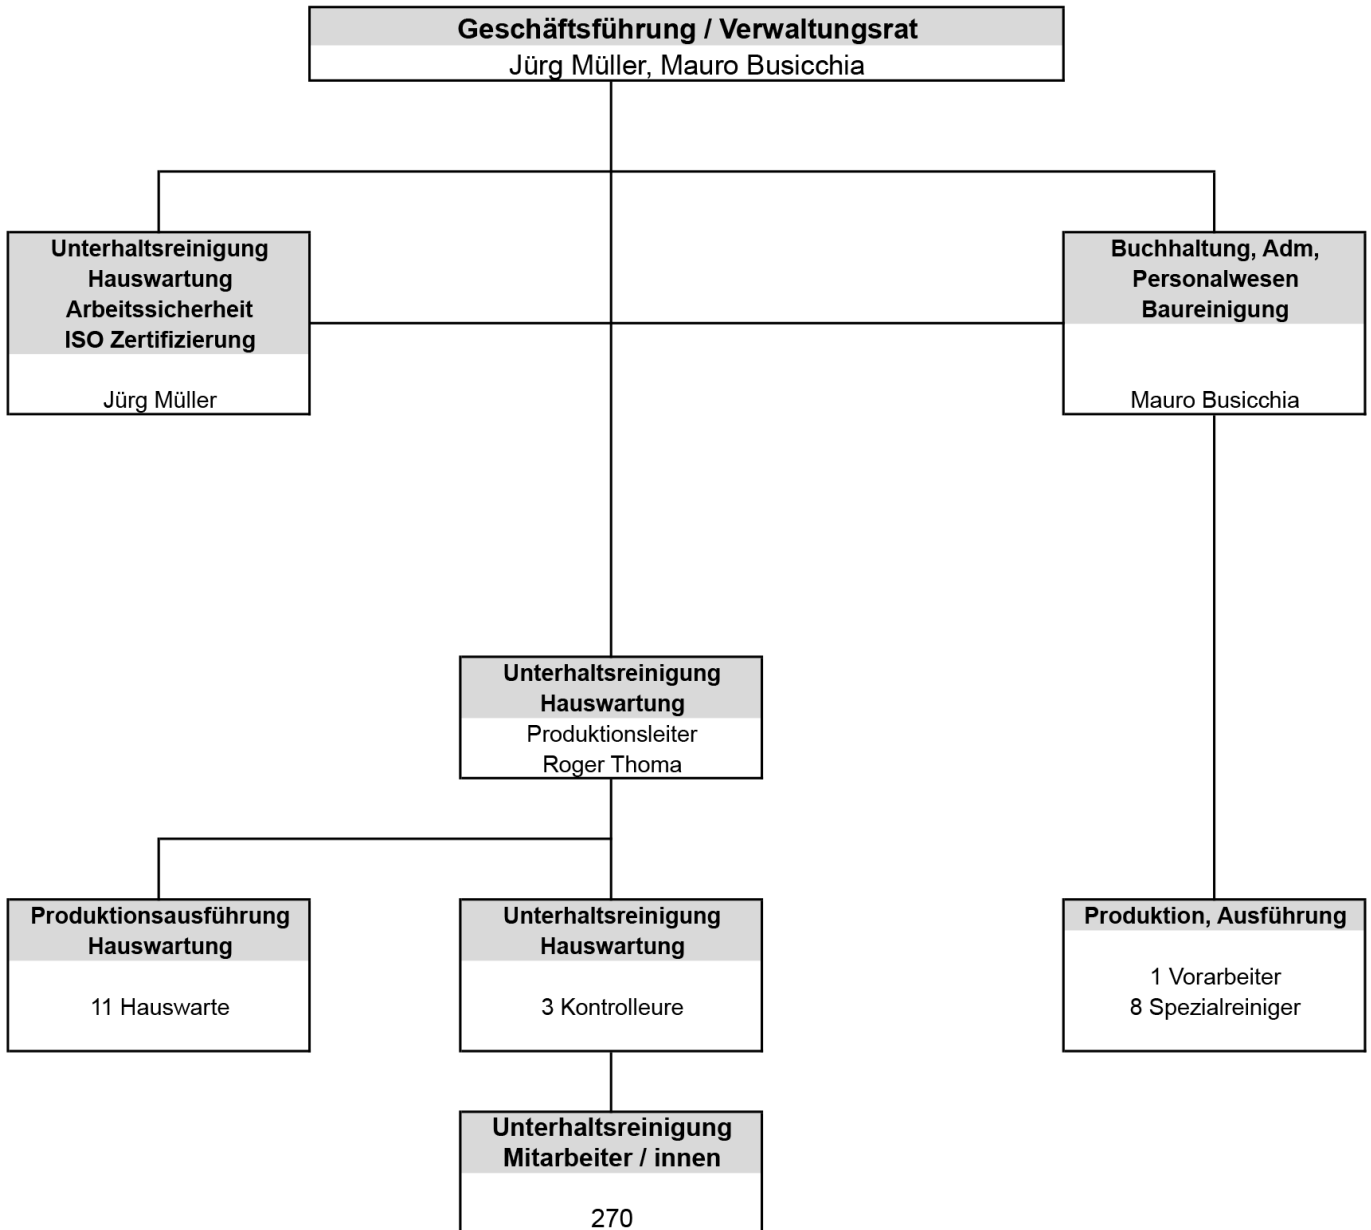 Geschäftsführung / Verwaltungsrat
Jürg Müller, Mauro Busicchia
Unterhaltsreinigung
Hauswartung
Arbeitssicherheit
ISO Zertifizierung
Jürg Müller
Buchhaltung, Adm,
Personalwesen
Baureinigung
Mauro Busicchia
Unterhaltsreinigung
Hauswartung
Produktionsleiter
Roger Thoma
Produktionsausführung
Hauswartung
11 Hauswarte
Unterhaltsreinigung
Hauswartung
3 Kontrolleure
Produktion, Ausführung
1 Vorarbeiter
8 Spezialreiniger
Unterhaltsreinigung
Mitarbeiter / innen
270